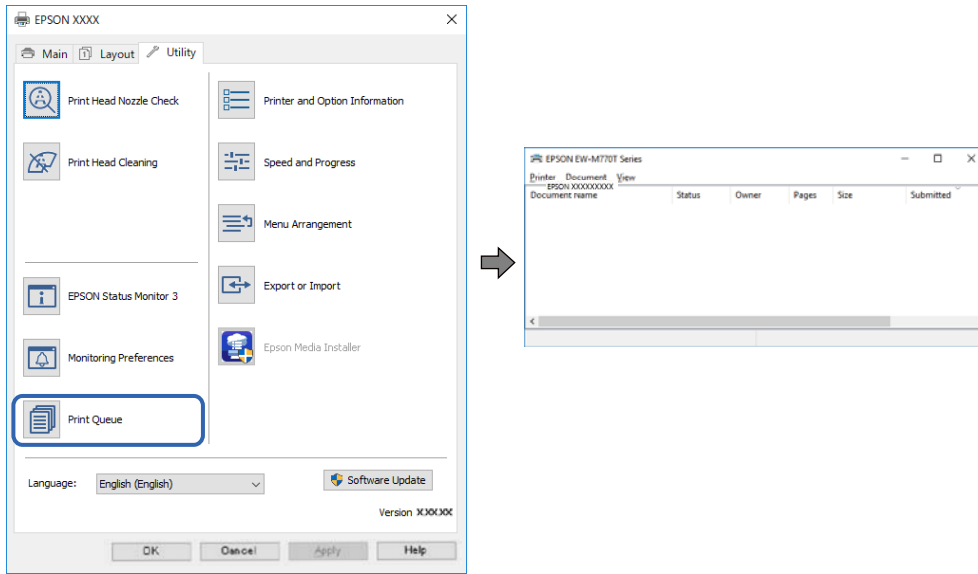 EPSON XXXX
Main Layout Utility
Print Head Nozzle Check
Print Head Cleaning
EPSON Status Monitor 3
Monitoring Preferences
Print Queue
Printer and Option Information
Speed and Progress
Menu Arrangement
Export or Import
Epson Media Installer
Language: English (English)
Software Update
Version X.XX.XX
OK Cancel Apply Help
EPSON EW-M770T Series
Printer Document View
EPSON XXXXXXXXX
Document Name Status Owner Pages Size Submitted